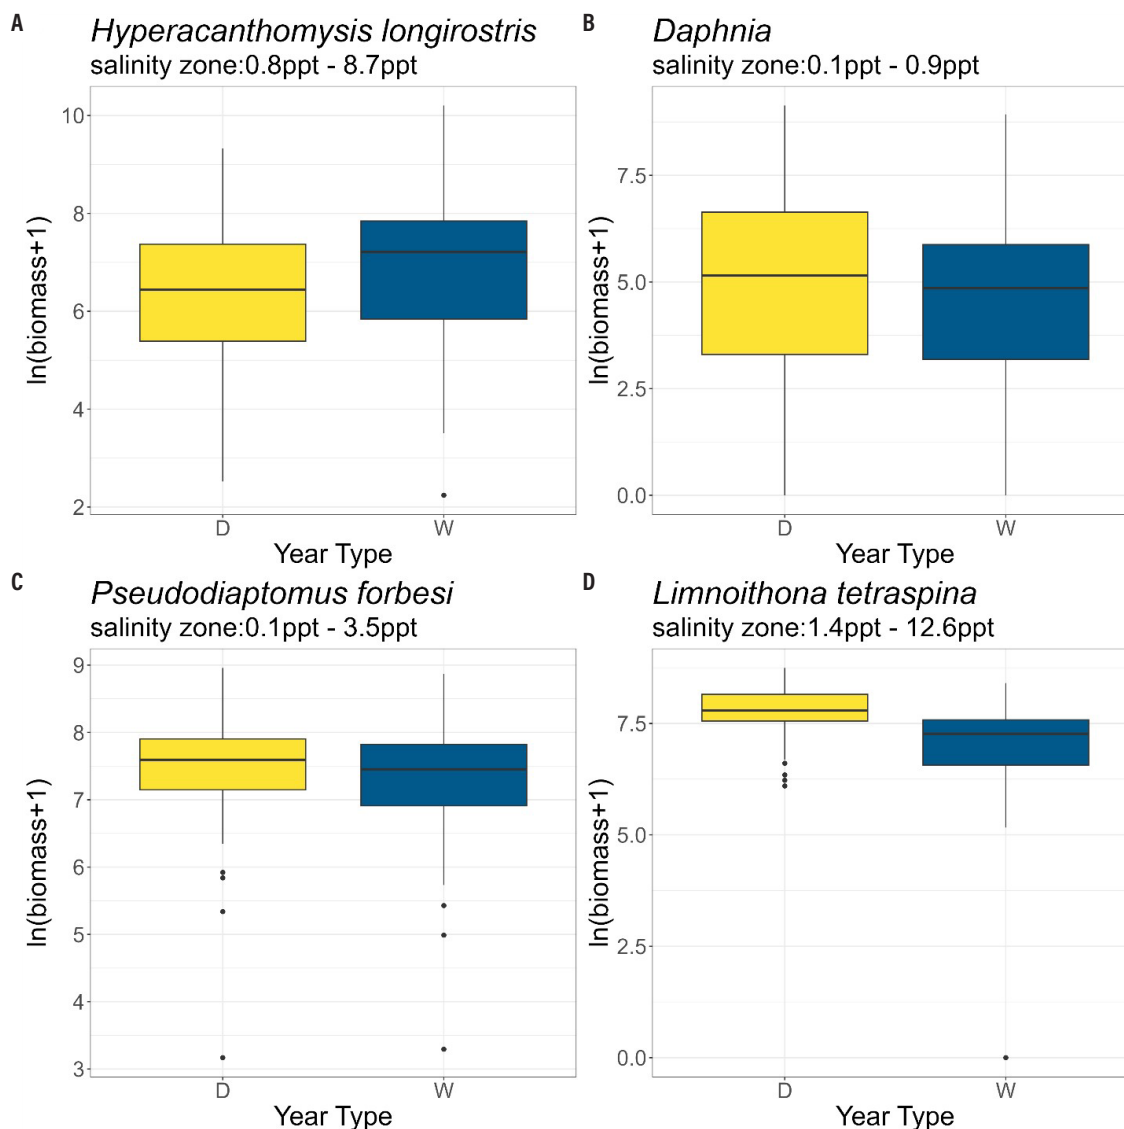 A
Hyperacanthomysis longirostris
salinity zone:0.8ppt - 8.7ppt
10
8
6
4
2
ln(biomass+1)
D
W
Year Type
B
Daphnia
salinity zone:0.1ppt - 0.9ppt
7.5
5.0
2.5
0.0
ln(biomass+1)
D
W
Year Type
C
Pseudodiaptomus forbesi
salinity zone:0.1ppt - 3.5ppt
9
8
7
6
5
4
3
ln(biomass+1)
D
W
Year Type
D
Limnoithona tetraspina
salinity zone:1.4ppt - 12.6ppt
7.5
5.0
2.5
0.0
ln(biomass+1)
D
W
Year Type